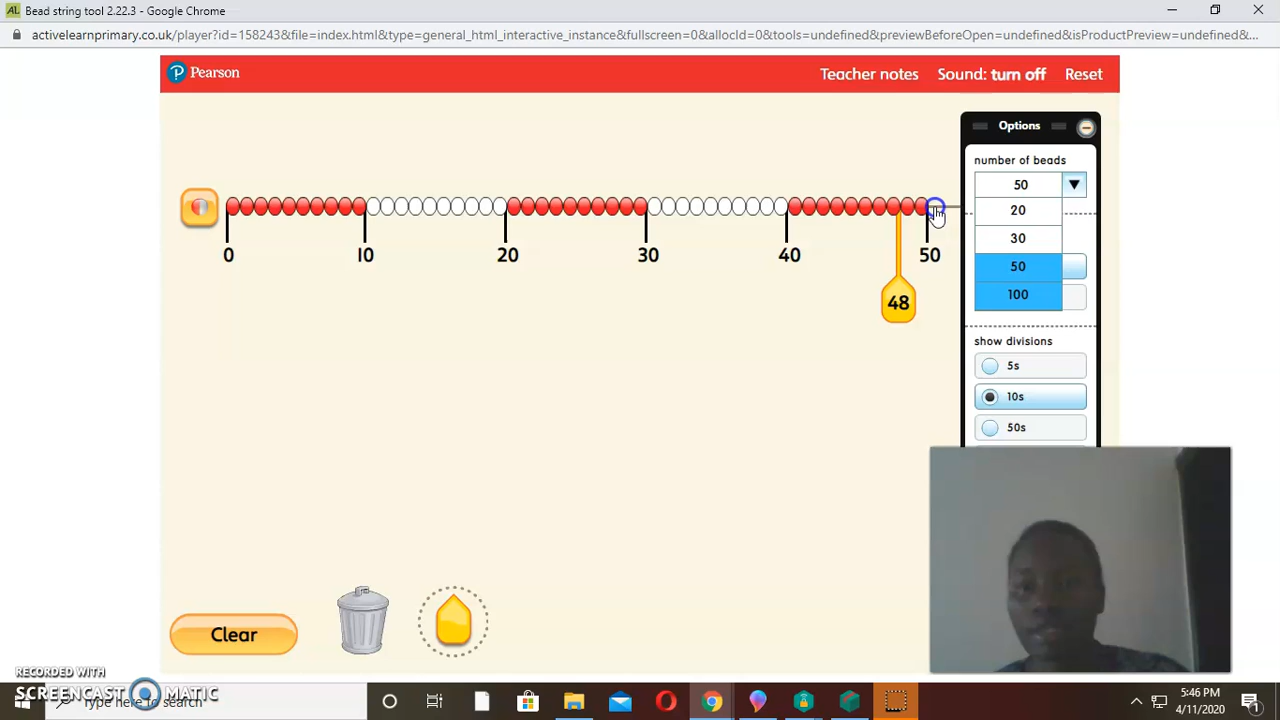 AL Bead string tool 2.22.3 - Google Chrome
activelearnprimary.co.uk/player?id=158243&file=index.html&type=general_html_interactive_instance&fullscreen=0&allocId=0&tools=undefined&previewBeforeOpen=undefined&isProductPreview=undefined&...
P Pearson
Teacher notes Sound: turn off Reset
Options
number of beads
50
20
30
50
100
0 10 20 30 40 50
48
show divisions
5s
10s
50s
Clear
RECORDED WITH
SCREENCAST MATIC
Type here to search
5:46 PM
4/11/2020
1